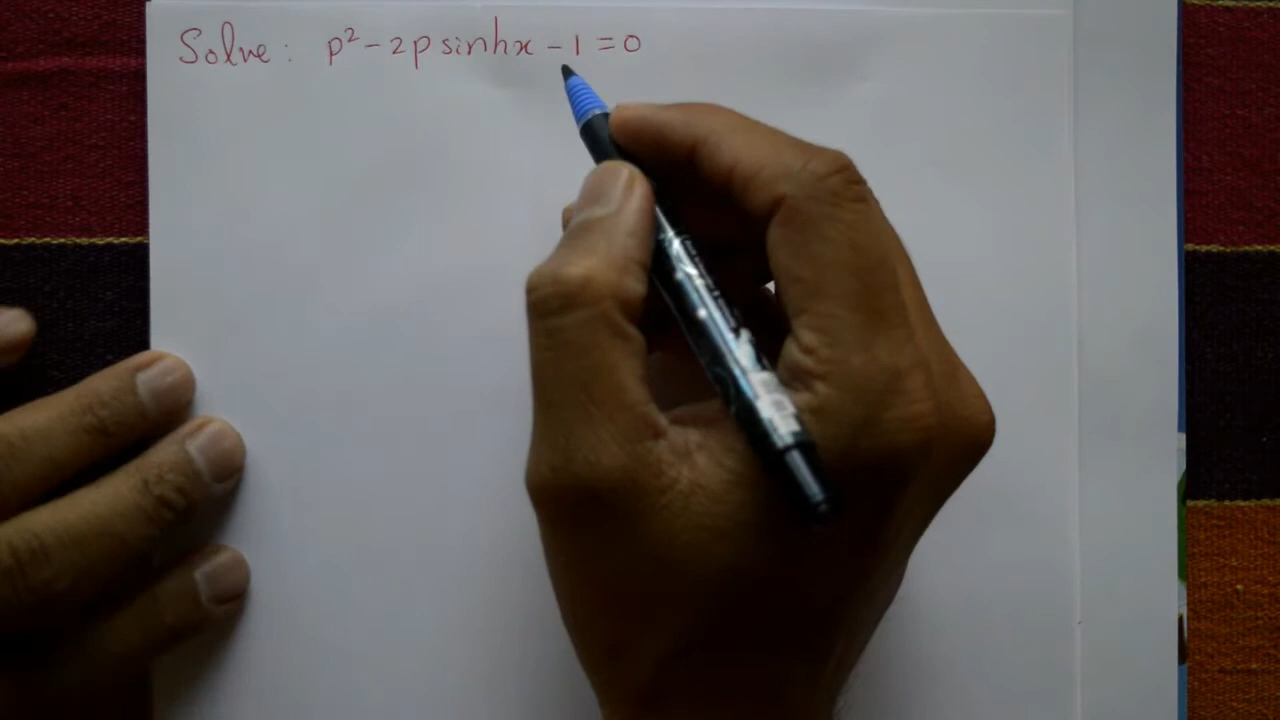 Solve: p² - 2p sinhx - 1 = 0